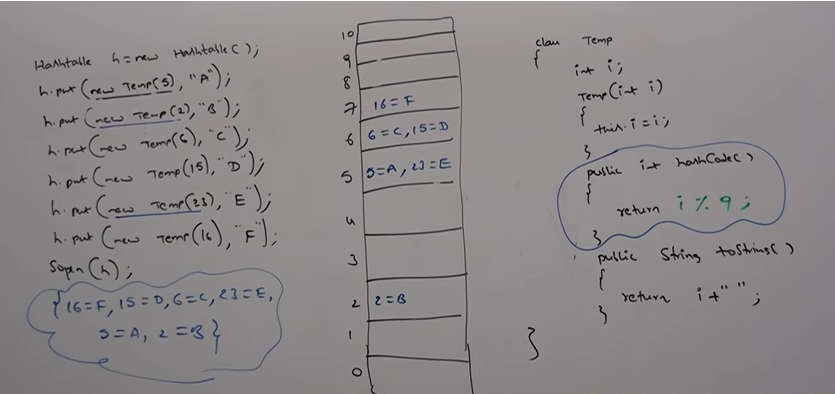 Hashtable h = new Hashtable();
h.put(new Temp(5), "A");
h.put(new Temp(2), "B");
h.put(new Temp(6), "C");
h.put(new Temp(15), "D");
h.put(new Temp(23), "E");
h.put(new Temp(16), "F");
Sopln(h);
{16=F, 15=D, 6=C, 23=E,
5=A, 2=B}
10
9
8
7 16=F
6 6=C, 15=D
5 5=A, 23=E
4
3
2 2=B
1
0
class Temp
{
int i;
Temp(int i)
{
this.i=i;
}
public int hashCode()
{
return i%9;
}
public String toString()
{
return i+"";
}
}